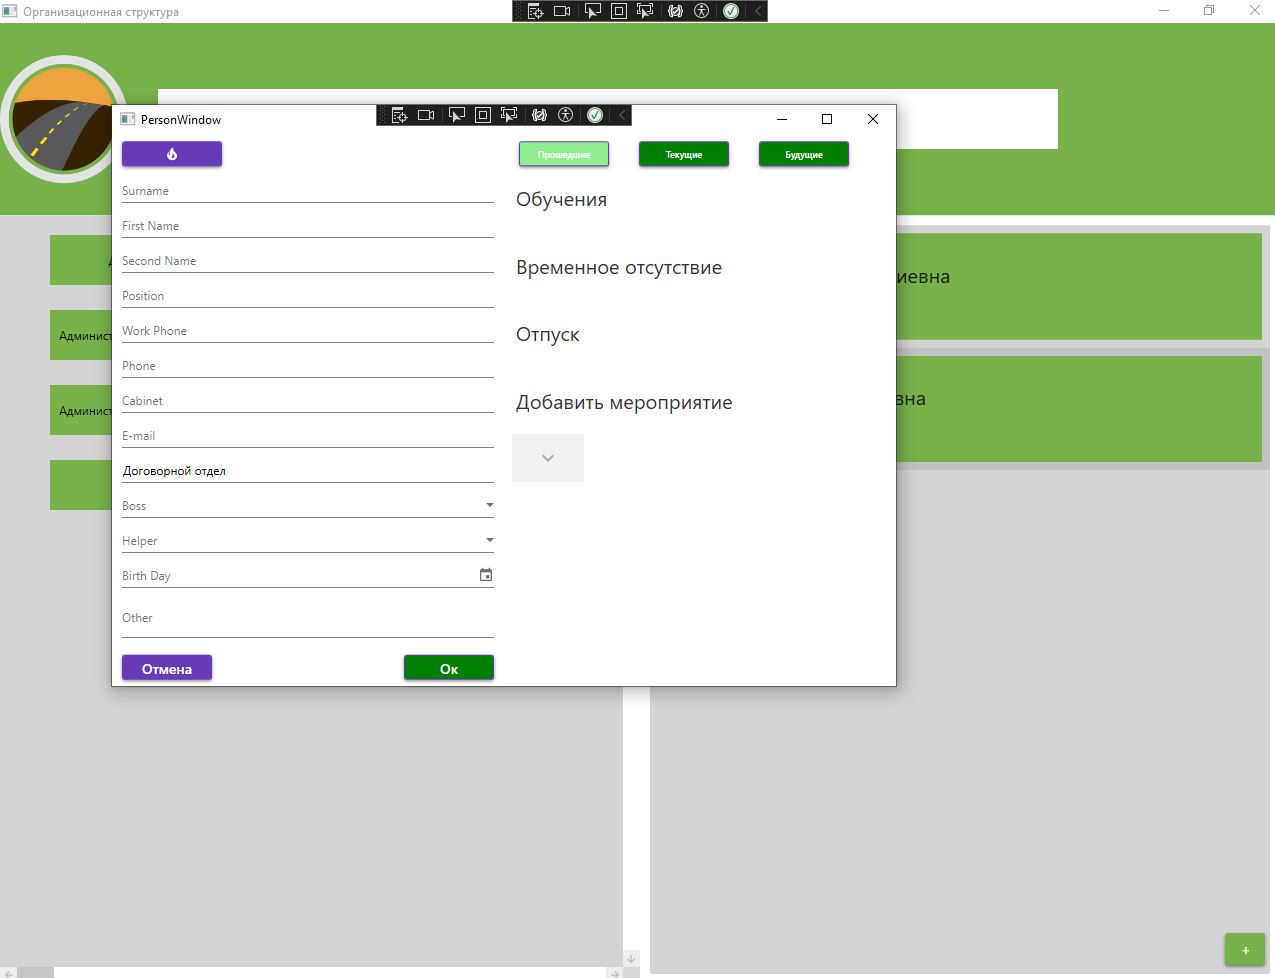 Организационная структура
PersonWindow
Прошедшие
Текущие
Будущие
Surname
First Name
Second Name
Position
Work Phone
Phone
Cabinet
E-mail
Договорной отдел
Boss
Helper
Birth Day
Other
Отмена
Ок
Обучения
Временное отсутствие
Отпуск
Добавить мероприятие
Админист
Админист
иевна
вна
+